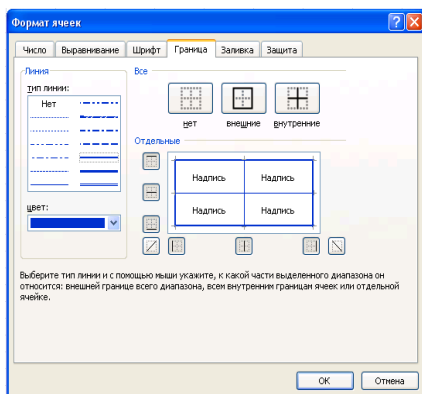 Формат ячеек
Число Выравнивание Шрифт Граница Заливка Защита
Линия
тип линии:
Нет
цвет:
Все
нет внешние внутренние
Отдельные
Надпись Надпись
Надпись Надпись
Выберите тип линии и с помощью мыши укажите, к какой части выделенного диапазона он
относится: внешней границе всего диапазона, всем внутренним границам ячеек или отдельной
ячейке.
OK Отмена